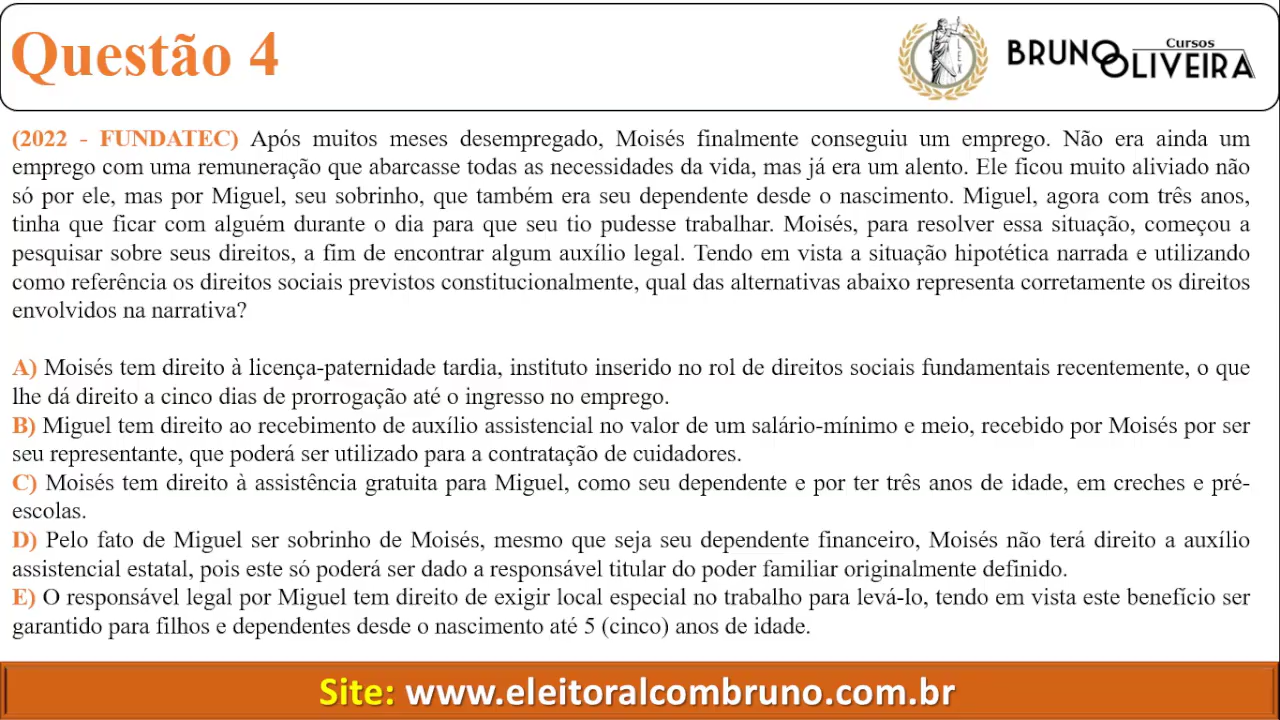 Questão 4
Cursos
BRUNO OLIVEIRA
LEX
(2022 - FUNDATEC) Após muitos meses desempregado, Moisés finalmente conseguiu um emprego. Não era ainda um
emprego com uma remuneração que abarcasse todas as necessidades da vida, mas já era um alento. Ele ficou muito aliviado não
só por ele, mas por Miguel, seu sobrinho, que também era seu dependente desde o nascimento. Miguel, agora com três anos,
tinha que ficar com alguém durante o dia para que seu tio pudesse trabalhar. Moisés, para resolver essa situação, começou a
pesquisar sobre seus direitos, a fim de encontrar algum auxílio legal. Tendo em vista a situação hipotética narrada e utilizando
como referência os direitos sociais previstos constitucionalmente, qual das alternativas abaixo representa corretamente os direitos
envolvidos na narrativa?
A) Moisés tem direito à licença-paternidade tardia, instituto inserido no rol de direitos sociais fundamentais recentemente, o que
lhe dá direito a cinco dias de prorrogação até o ingresso no emprego.
B) Miguel tem direito ao recebimento de auxílio assistencial no valor de um salário-mínimo e meio, recebido por Moisés por ser
seu representante, que poderá ser utilizado para a contratação de cuidadores.
C) Moisés tem direito à assistência gratuita para Miguel, como seu dependente e por ter três anos de idade, em creches e pré-
escolas.
D) Pelo fato de Miguel ser sobrinho de Moisés, mesmo que seja seu dependente financeiro, Moisés não terá direito a auxílio
assistencial estatal, pois este só poderá ser dado a responsável titular do poder familiar originalmente definido.
E) O responsável legal por Miguel tem direito de exigir local especial no trabalho para levá-lo, tendo em vista este benefício ser
garantido para filhos e dependentes desde o nascimento até 5 (cinco) anos de idade.
Site: www.eleitoralcombruno.com.br